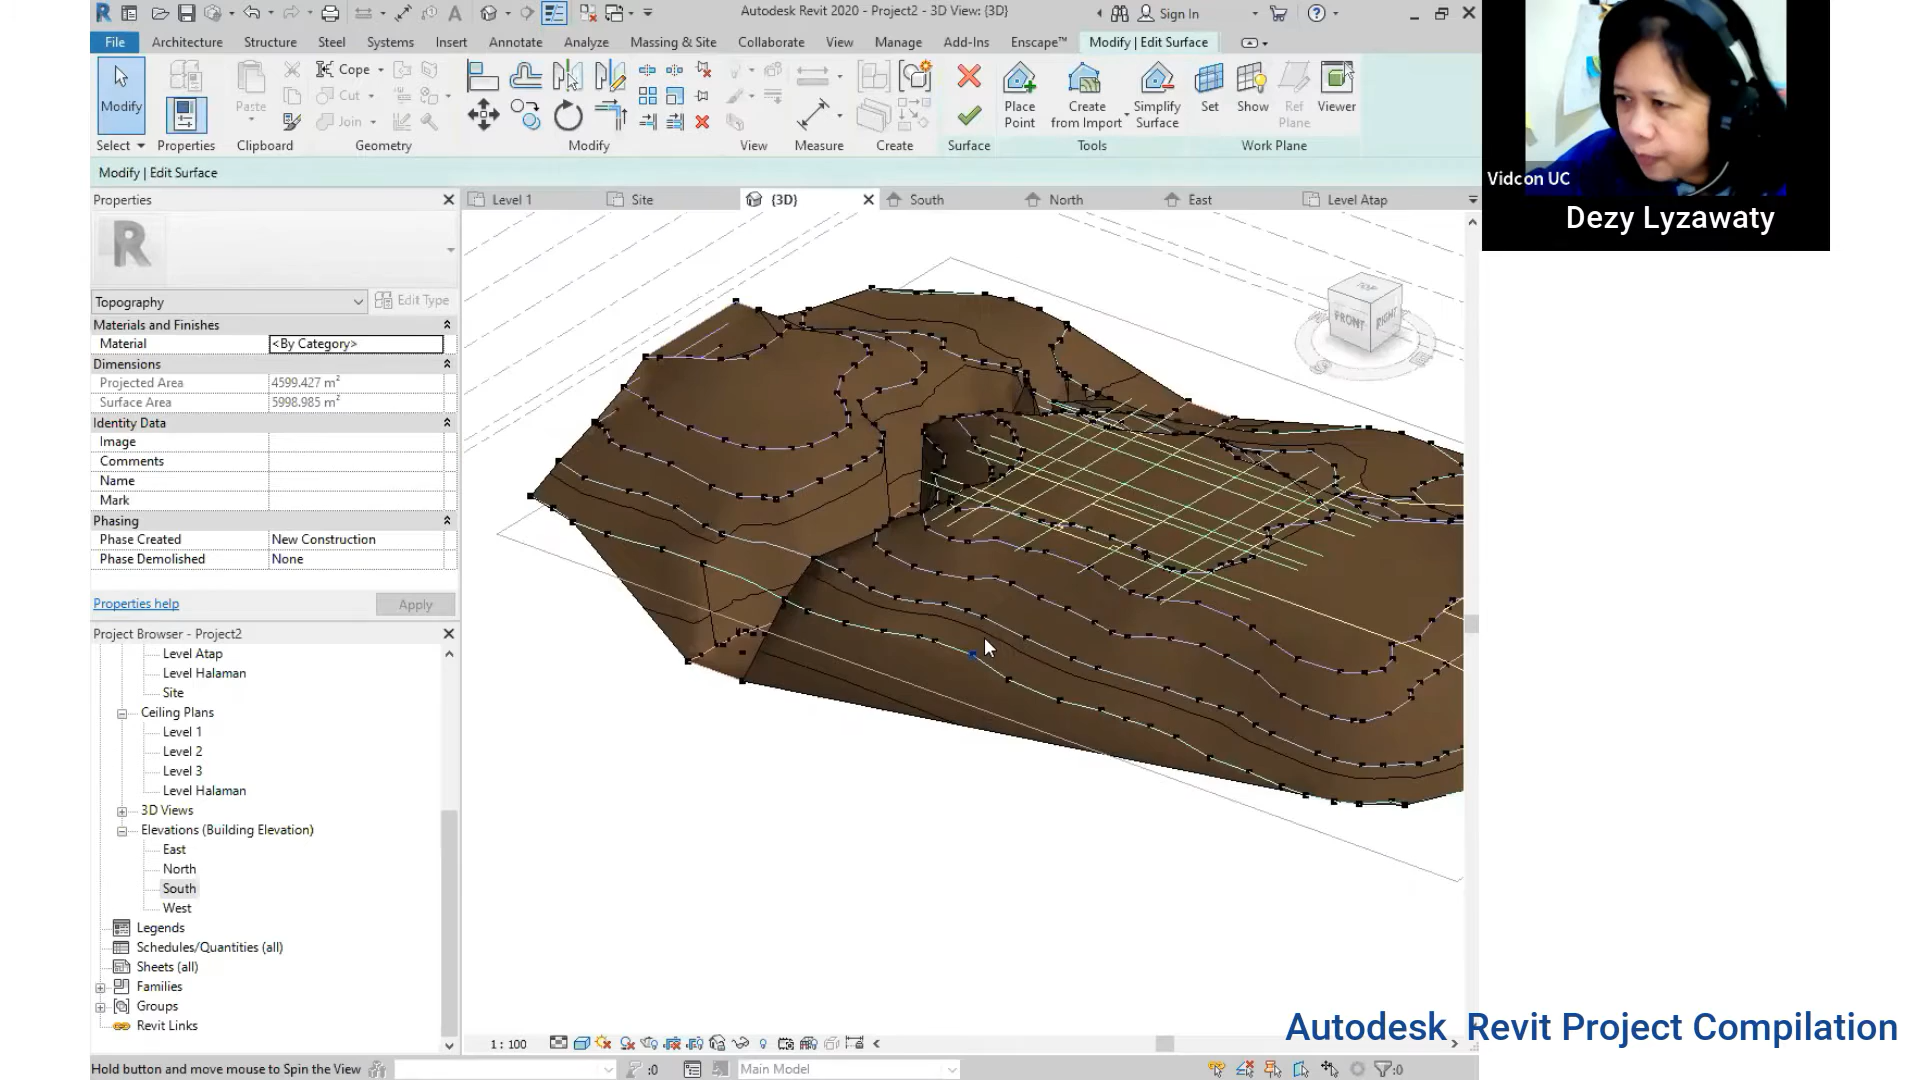 Autodesk Revit 2020 - Project2 - 3D View: {3D}
Sign In
File Architecture Structure Steel Systems Insert Annotate Analyze Massing & Site Collaborate View Manage Add-Ins Enscape™ Modify | Edit Surface
Modify
Paste
Cope
Cut
Join
Place Point
Create from Import
Simplify Surface
Set
Show
Ref Plane
Viewer
Select Properties Clipboard Geometry Modify View Measure Create Surface Tools Work Plane
Modify | Edit Surface
Properties
Level 1 Site {3D} South North East Level Atap
R
Topography
Edit Type
Materials and Finishes
Material <By Category>
Dimensions
Projected Area 4599.427 m²
Surface Area 5998.985 m²
Identity Data
Image
Comments
Name
Mark
Phasing
Phase Created New Construction
Phase Demolished None
Properties help
Apply
Project Browser - Project2
Level Atap
Level Halaman
Site
Ceiling Plans
Level 1
Level 2
Level 3
Level Halaman
3D Views
Elevations (Building Elevation)
East
North
South
West
Legends
Schedules/Quantities (all)
Sheets (all)
Families
Groups
Revit Links
TOP
FRONT
RIGHT
1 : 100
Hold button and move mouse to Spin the View
:0
Main Model
:0
Vidcon UC
Dezy Lyzawaty
Autodesk Revit Project Compilation